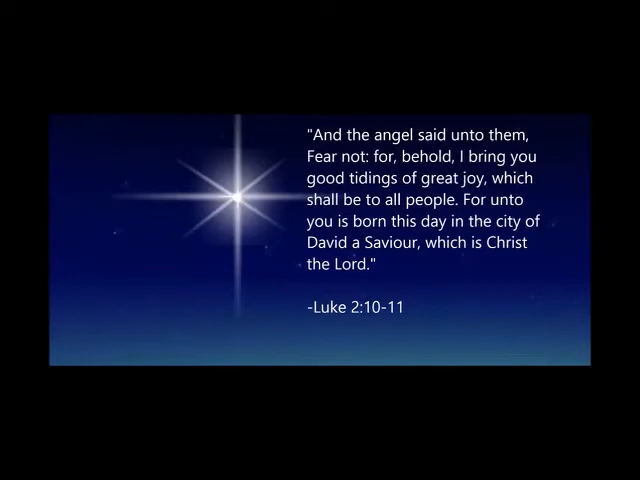 "And the angel said unto them,
Fear not: for, behold, I bring you
good tidings of great joy, which
shall be to all people. For unto
you is born this day in the city of
David a Saviour, which is Christ
the Lord."
-Luke 2:10-11